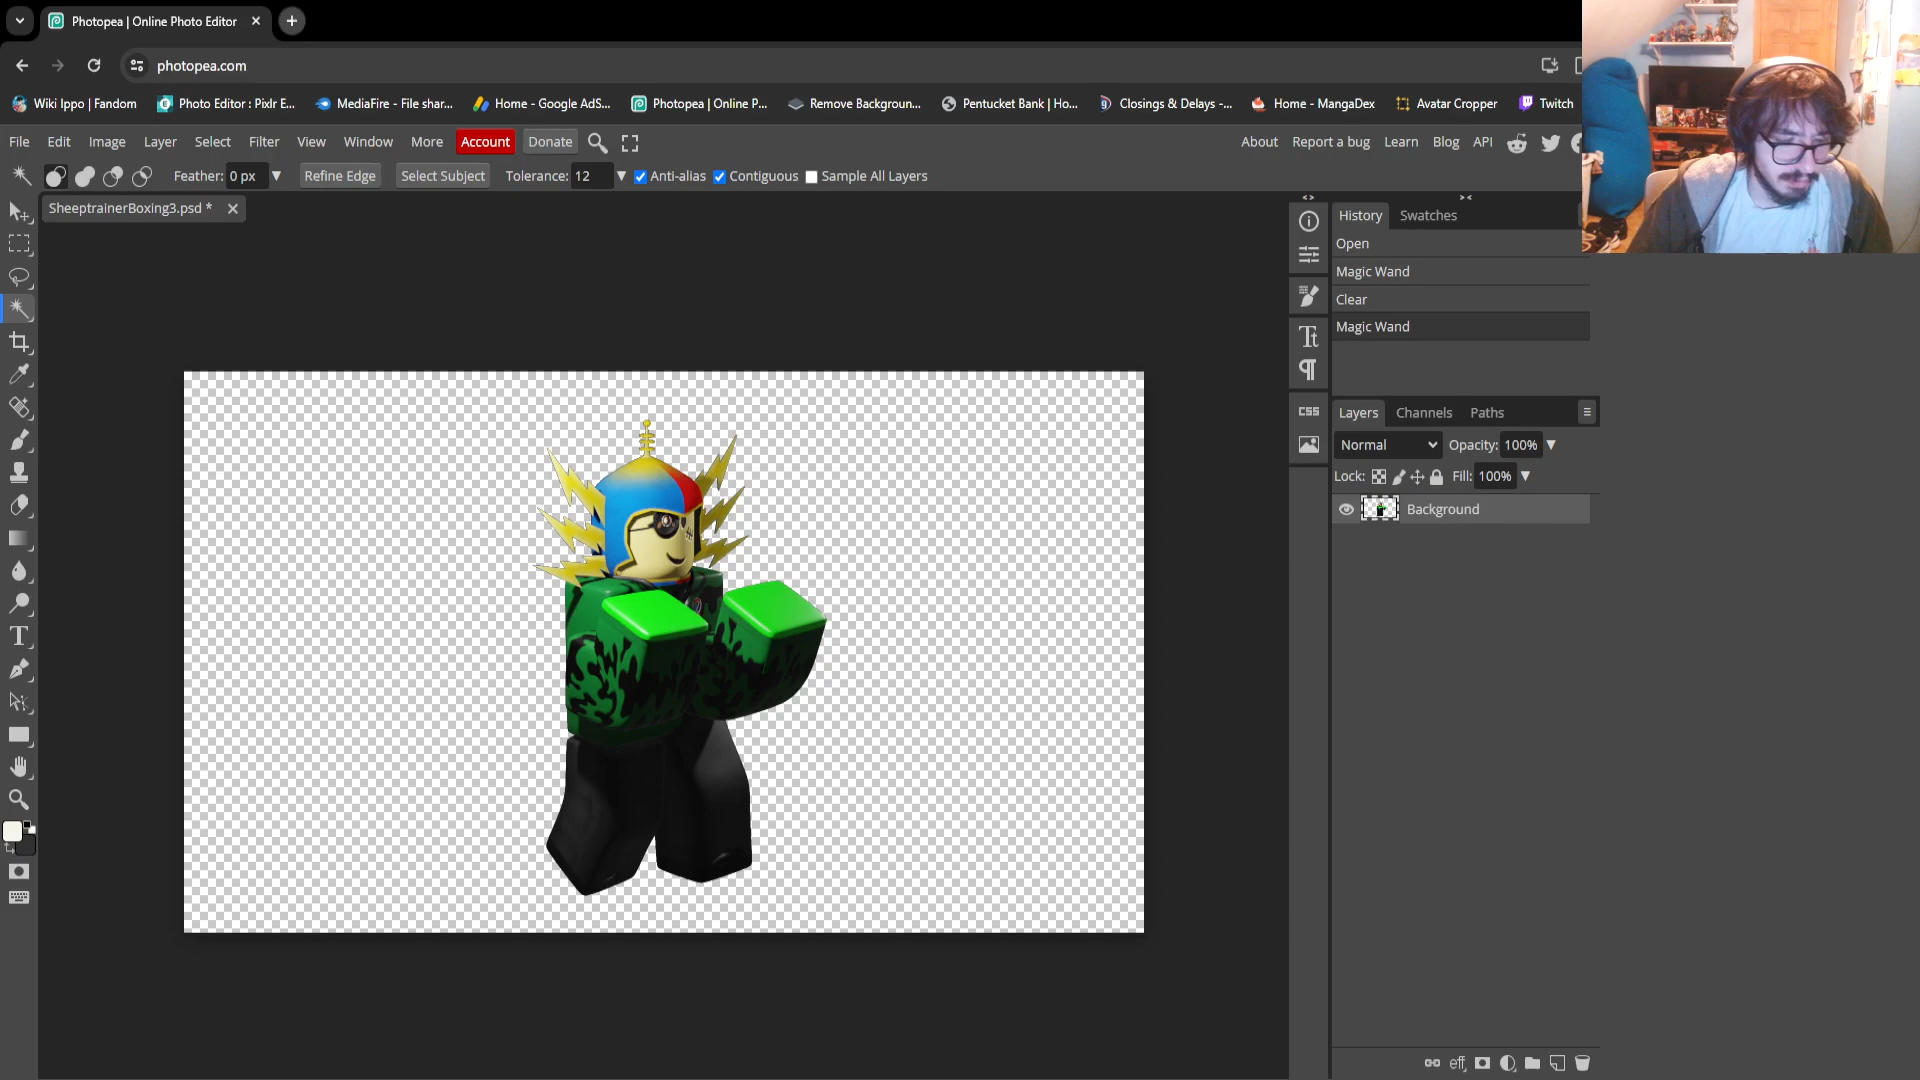 Photopea | Online Photo Editor
photopea.com
Wiki Ippo | Fandom
Photo Editor : Pixlr E...
MediaFire - File shar...
Home - Google AdS...
Photopea | Online P...
Remove Backgroun...
Pentucket Bank | Ho...
Closings & Delays -...
Home - MangaDex
Avatar Cropper
Twitch
File Edit Image Layer Select Filter View Window More Account Donate
About Report a bug Learn Blog API
Feather: 0 px Refine Edge Select Subject Tolerance: 12 Anti-alias Contiguous Sample All Layers
SheeptrainerBoxing3.psd *
History Swatches
Open
Magic Wand
Clear
Magic Wand
CSS
Layers Channels Paths
Normal Opacity: 100%
Lock: Fill: 100%
Background
eff